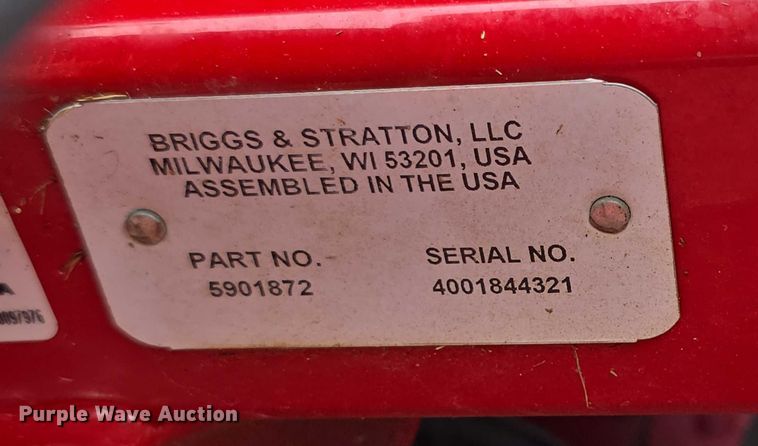 BRIGGS & STRATTON, LLC
MILWAUKEE, WI 53201, USA
ASSEMBLED IN THE USA
PART NO. SERIAL NO.
5901872 4001844321
A
Purple Wave Auction